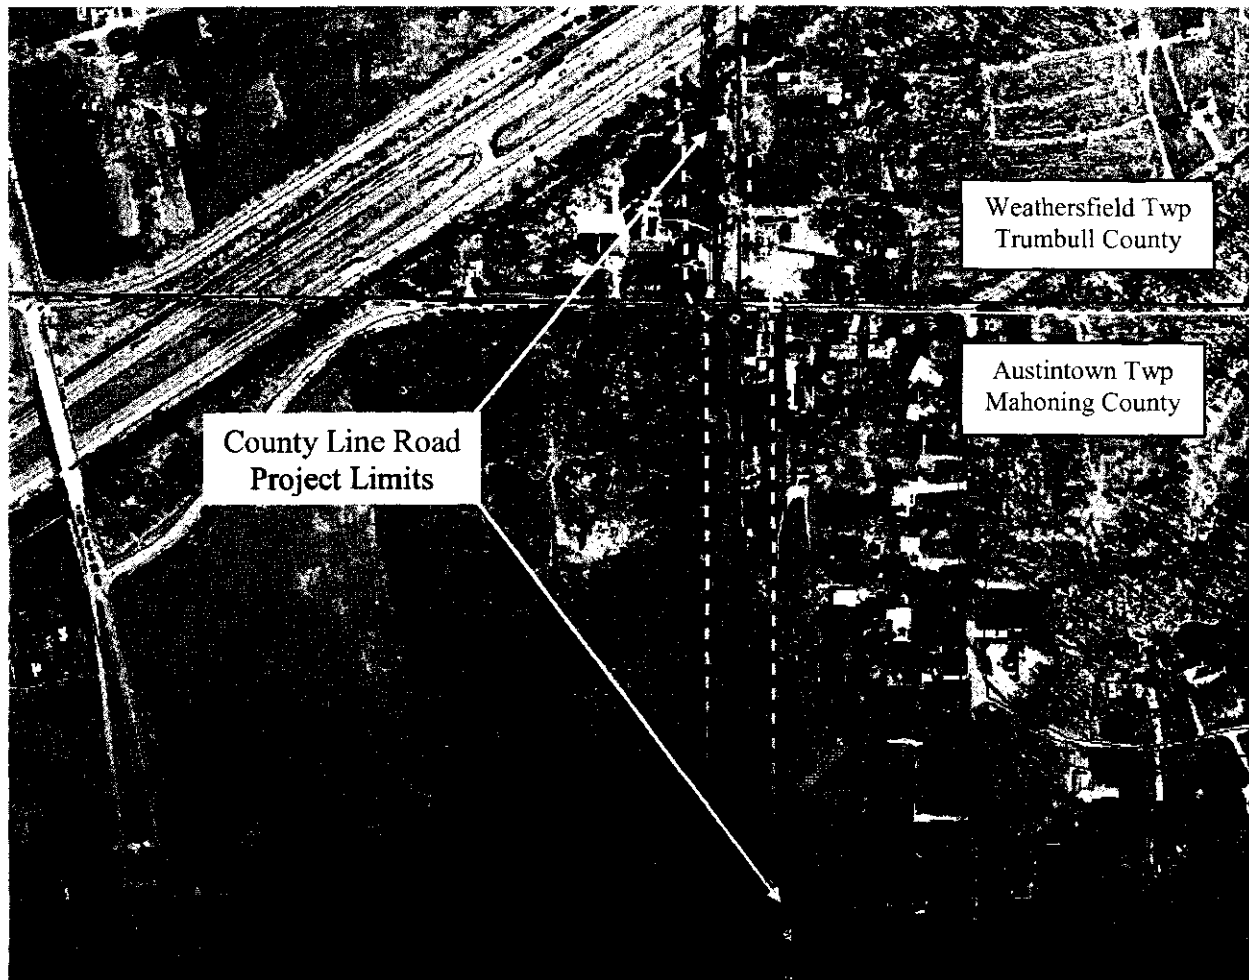 Weathersfield Twp
Trumbull County
Austintown Twp
Mahoning County
County Line Road
Project Limits